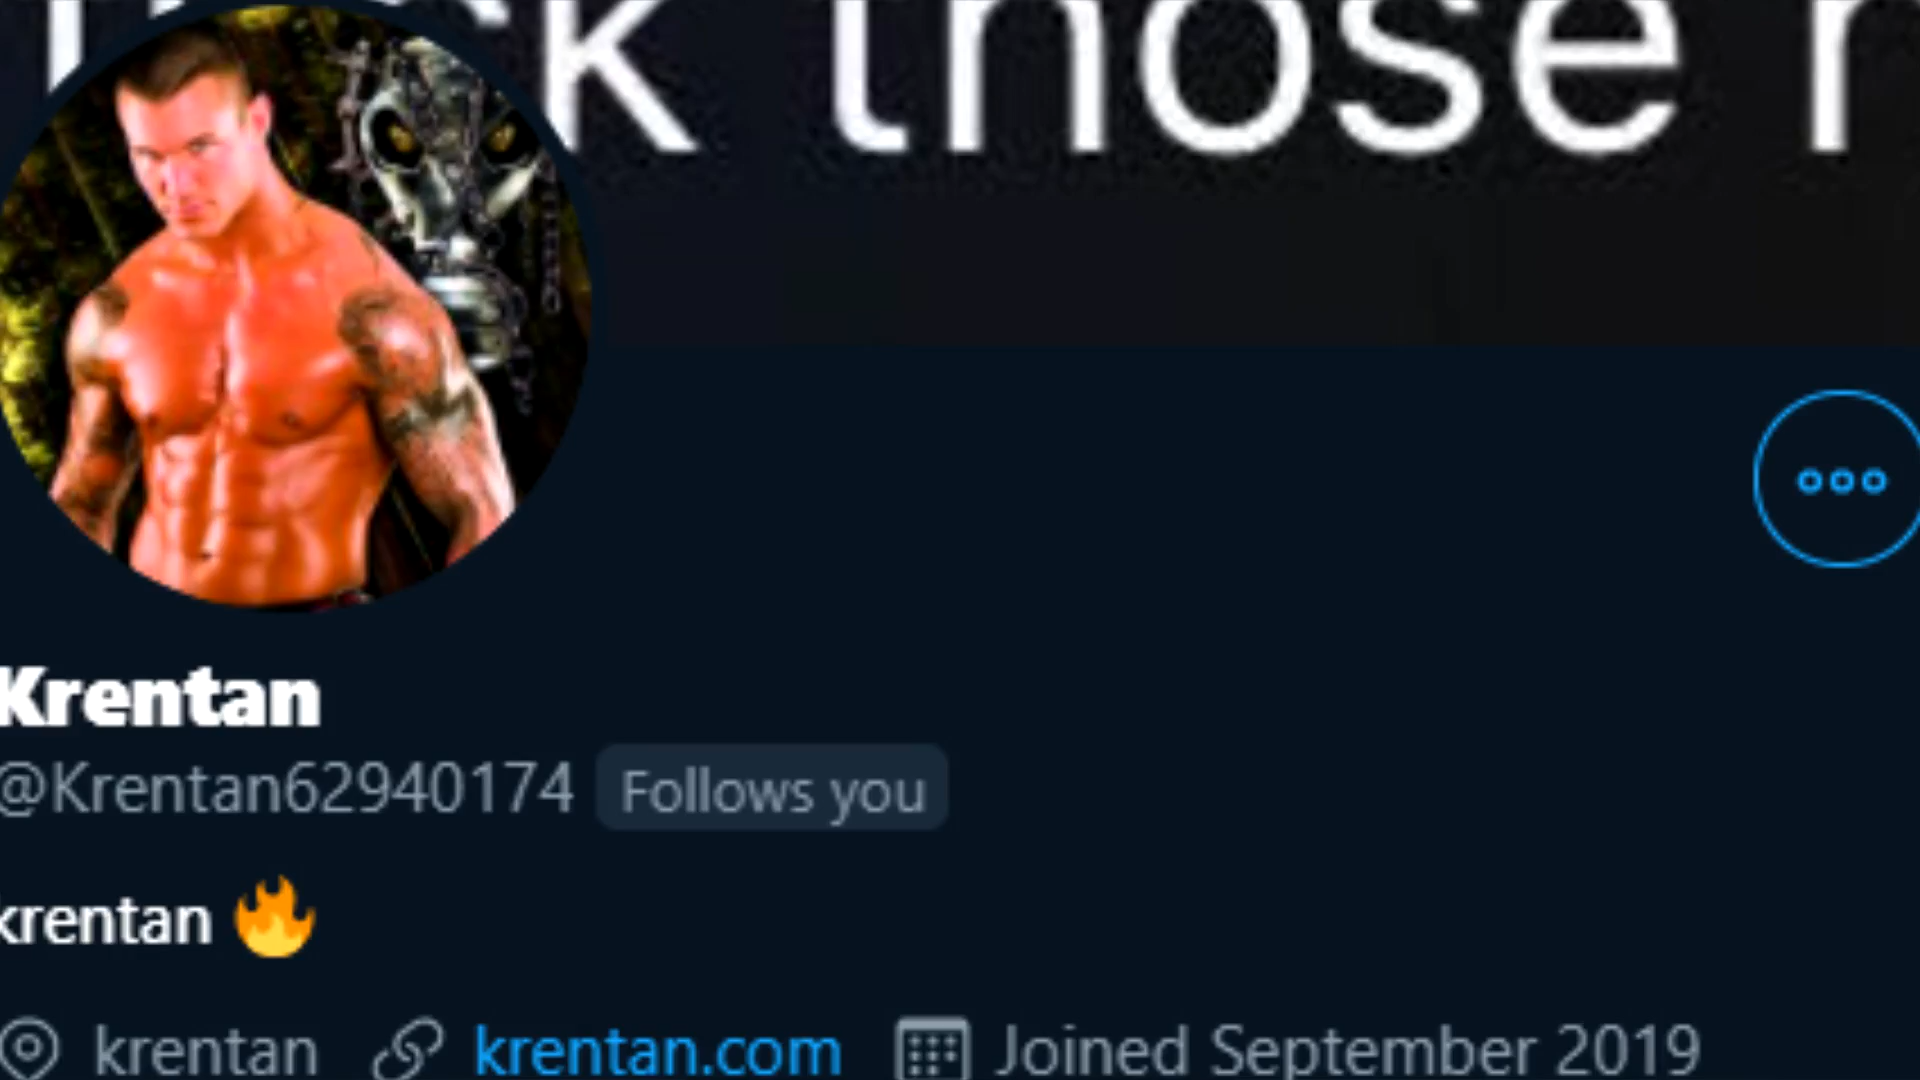 those
Krentan
@Krentan62940174 Follows you
krentan 🔥
krentan krentan.com Joined September 2019